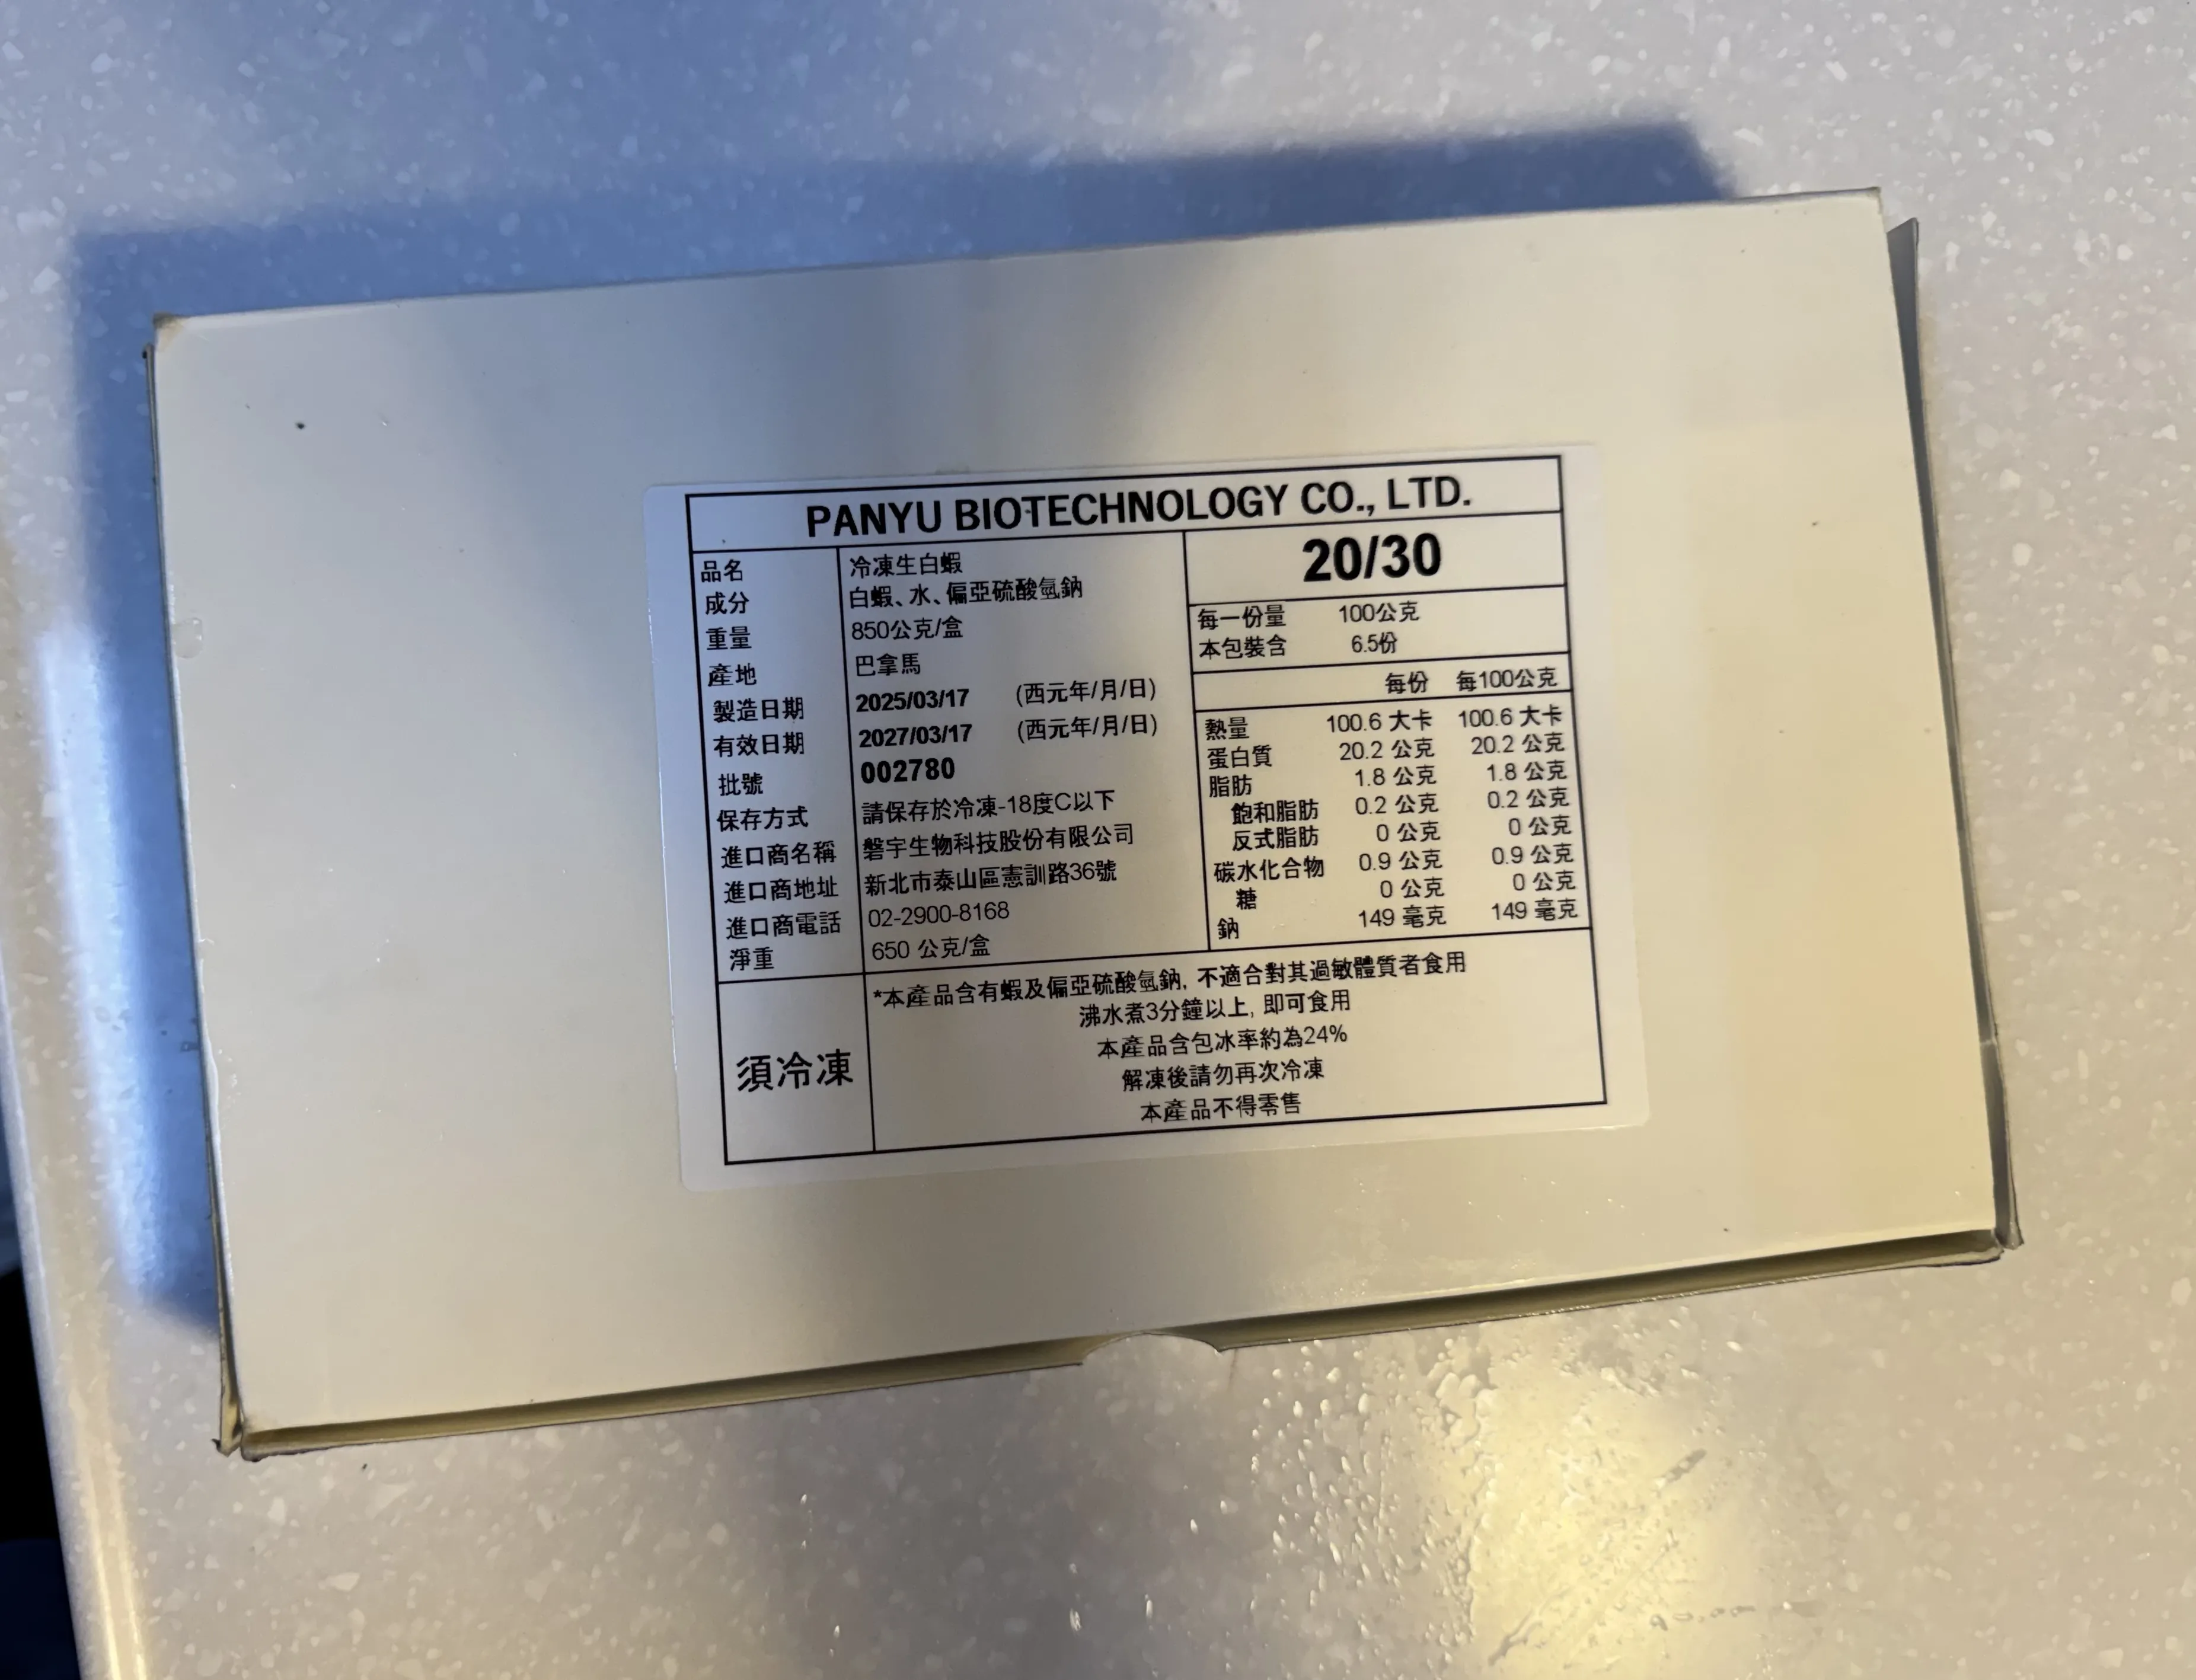 PANYU BIOTECHNOLOGY CO., LTD.
品名 冷凍生白蝦
成分 白蝦、水、偏亞硫酸氫鈉
重量 850公克/盒
產地 巴拿馬
製造日期 2025/03/17 (西元年/月/日)
有效日期 2027/03/17 (西元年/月/日)
批號 002780
保存方式 請保存於冷凍-18度C以下
進口商名稱 磐宇生物科技股份有限公司
進口商地址 新北市泰山區憲訓路36號
進口商電話 02-2900-8168
淨重 650 公克/盒
20/30
每一份量 100公克
本包裝含 6.5份
每份 每100公克
熱量 100.6 大卡 100.6 大卡
蛋白質 20.2 公克 20.2 公克
脂肪 1.8 公克 1.8 公克
飽和脂肪 0.2 公克 0.2 公克
反式脂肪 0 公克 0 公克
碳水化合物 0.9 公克 0.9 公克
糖 0 公克 0 公克
鈉 149 毫克 149 毫克
須冷凍
*本產品含有蝦及偏亞硫酸氫鈉, 不適合對其過敏體質者食用
沸水煮3分鐘以上, 即可食用
本產品含包冰率約為24%
解凍後請勿再次冷凍
本產品不得零售